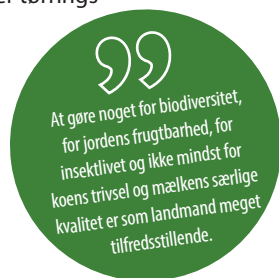 At gøre noget for biodiversitet,
for jordens frugtbarhed, for
insektlivet og ikke mindst for
koens trivsel og mælkens særlige
kvalitet er som landmand meget
tilfredsstillende.